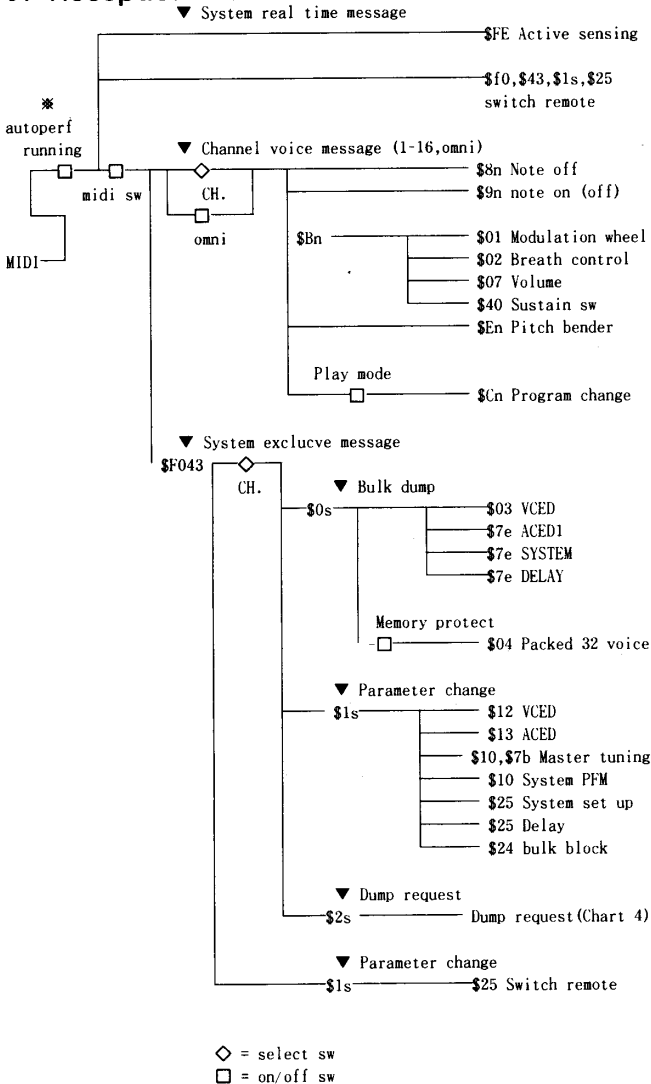 ▼ System real time message
$FE Active sensing
$f0,$43,$1s,$25
switch remote
※
autoperf
running
midi sw
MIDI
▼ Channel voice message (1-16,omni)
CH.
omni
$8n Note off
$9n note on (off)
$Bn
$01 Modulation wheel
$02 Breath control
$07 Volume
$40 Sustain sw
$En Pitch bender
Play mode
$Cn Program change
▼ System exclucve message
$F043
CH.
▼ Bulk dump
$0s
$03 VCED
$7e ACED1
$7e SYSTEM
$7e DELAY
Memory protect
$04 Packed 32 voice
▼ Parameter change
$1s
$12 VCED
$13 ACED
$10,$7b Master tuning
$10 System PFM
$25 System set up
$25 Delay
$24 bulk block
▼ Dump request
$2s
Dump request(Chart 4)
▼ Parameter change
$1s
$25 Switch remote
◇ = select sw
□ = on/off sw